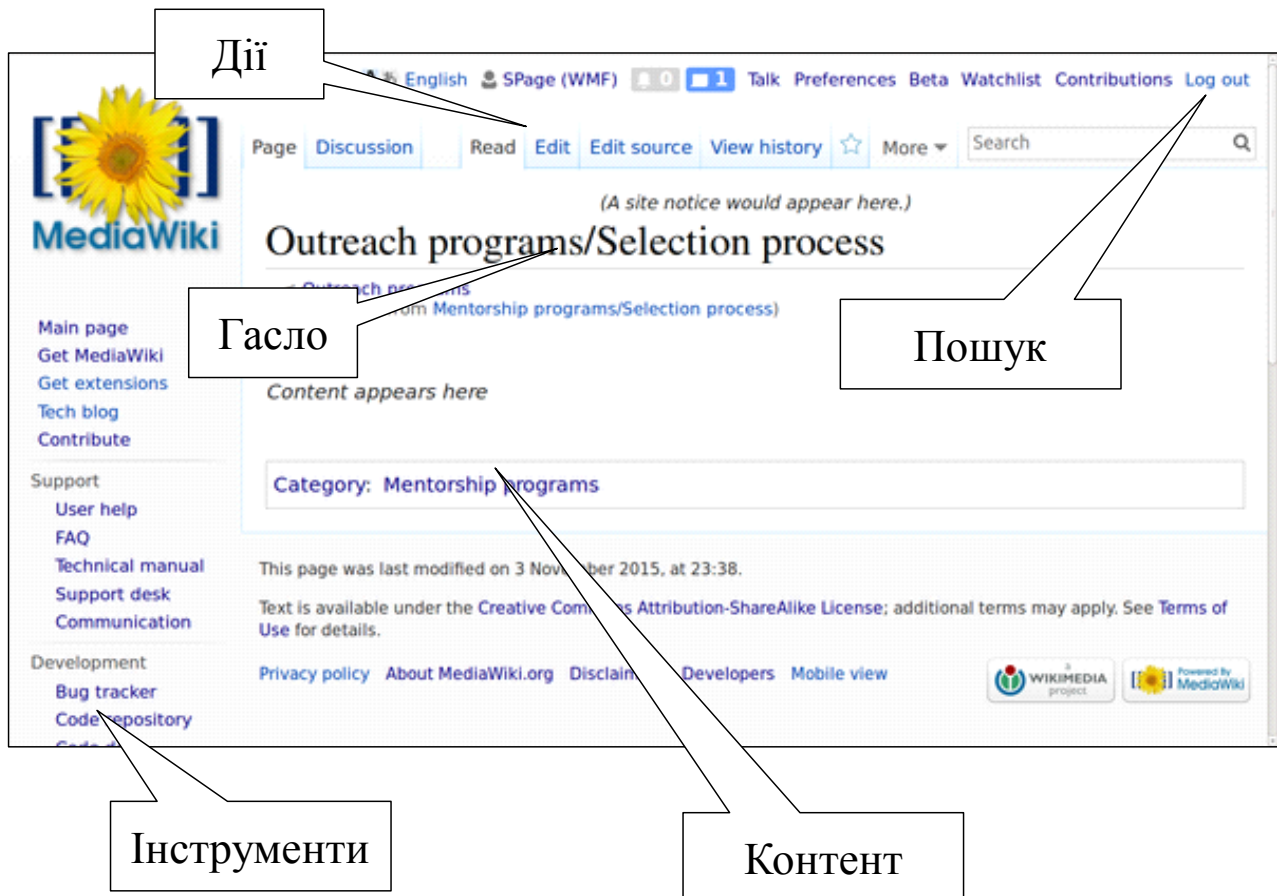 Дії
English SPage (WMF) 0 1 Talk Preferences Beta Watchlist Contributions Log out
Page Discussion Read Edit Edit source View history More Search
(A site notice would appear here.)
MediaWiki
Outreach programs/Selection process
Outreach programs
Mentorship programs/Selection process)
Гасло
Пошук
Main page
Get MediaWiki
Get extensions
Tech blog
Contribute
Content appears here
Category: Mentorship programs
Support
User help
FAQ
Technical manual
Support desk
Communication
This page was last modified on 3 November 2015, at 23:38.
Text is available under the Creative Commons Attribution-ShareAlike License; additional terms may apply. See Terms of
Use for details.
Development
Bug tracker
Code repository
Privacy policy About MediaWiki.org Developers Mobile view
a
WIKIMEDIA
project
Powered By
MediaWiki
Інструменти
Контент